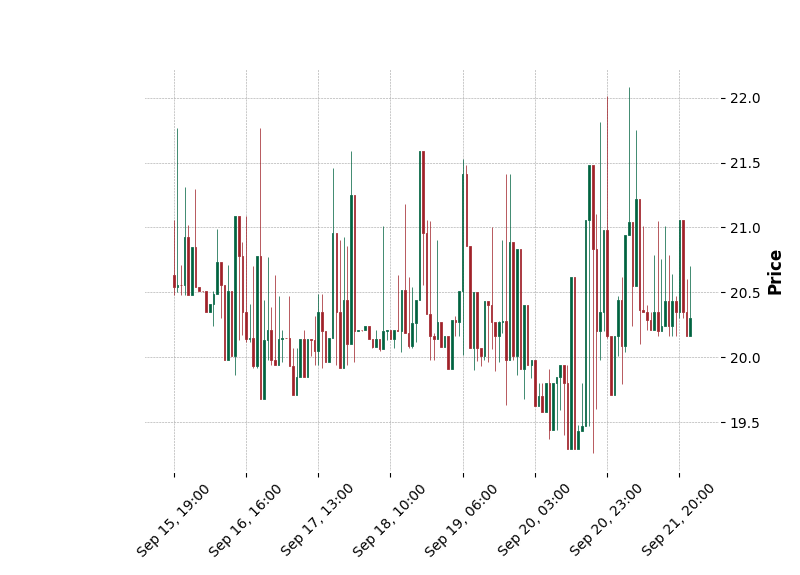 22.0
21.5
21.0
20.5
20.0
19.5
Price
Sep 15, 19:00
Sep 16, 16:00
Sep 17, 13:00
Sep 18, 10:00
Sep 19, 06:00
Sep 20, 03:00
Sep 20, 23:00
Sep 21, 20:00